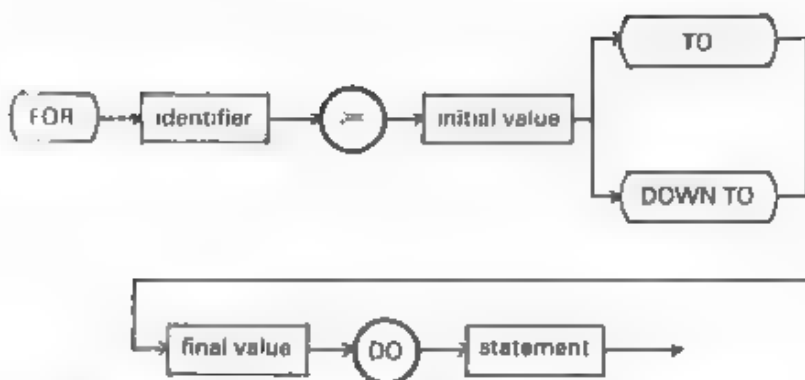 TO
FOR identifier := initial value
DOWN TO
final value DO statement